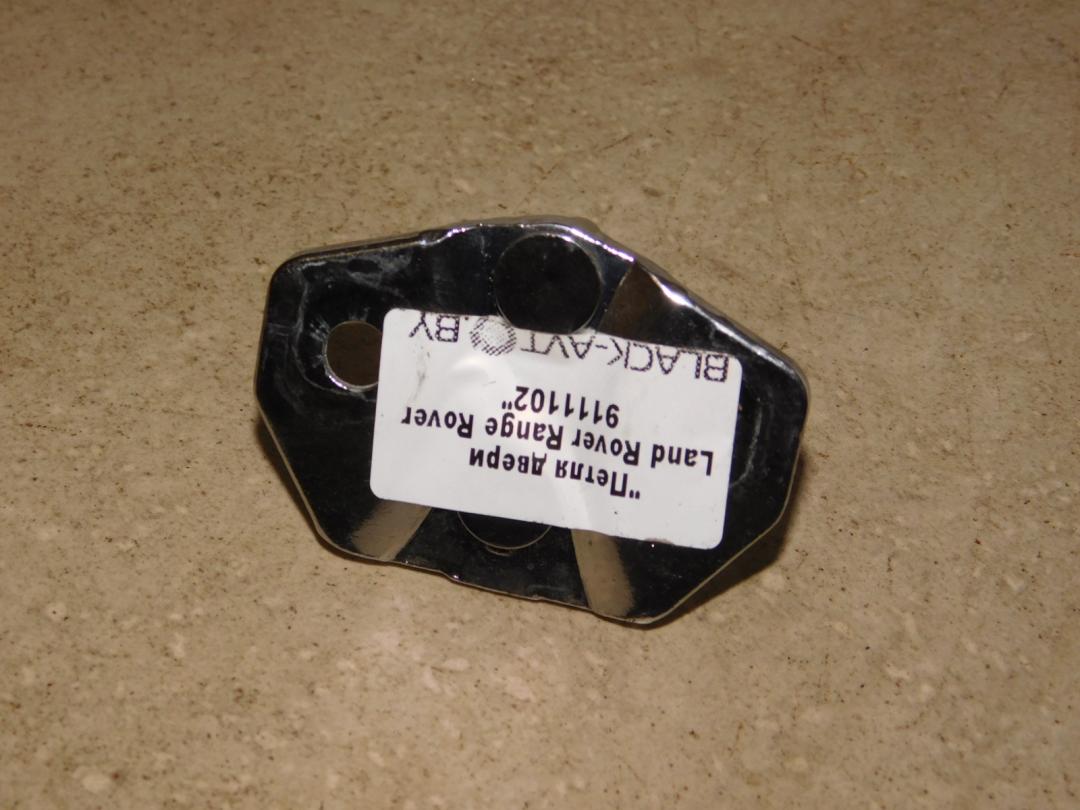 "Петля двери
Land Rover Range Rover
9111102"
BLACK-AVTO.BY